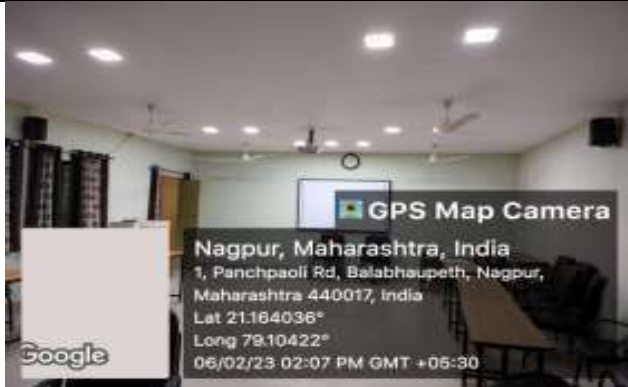 GPS Map Camera
Nagpur, Maharashtra, India
1, Panchpaoli Rd, Balabhaupeth, Nagpur,
Maharashtra 440017, India
Lat 21.164036°
Long 79.10422°
06/02/23 02:07 PM GMT +05:30
Google